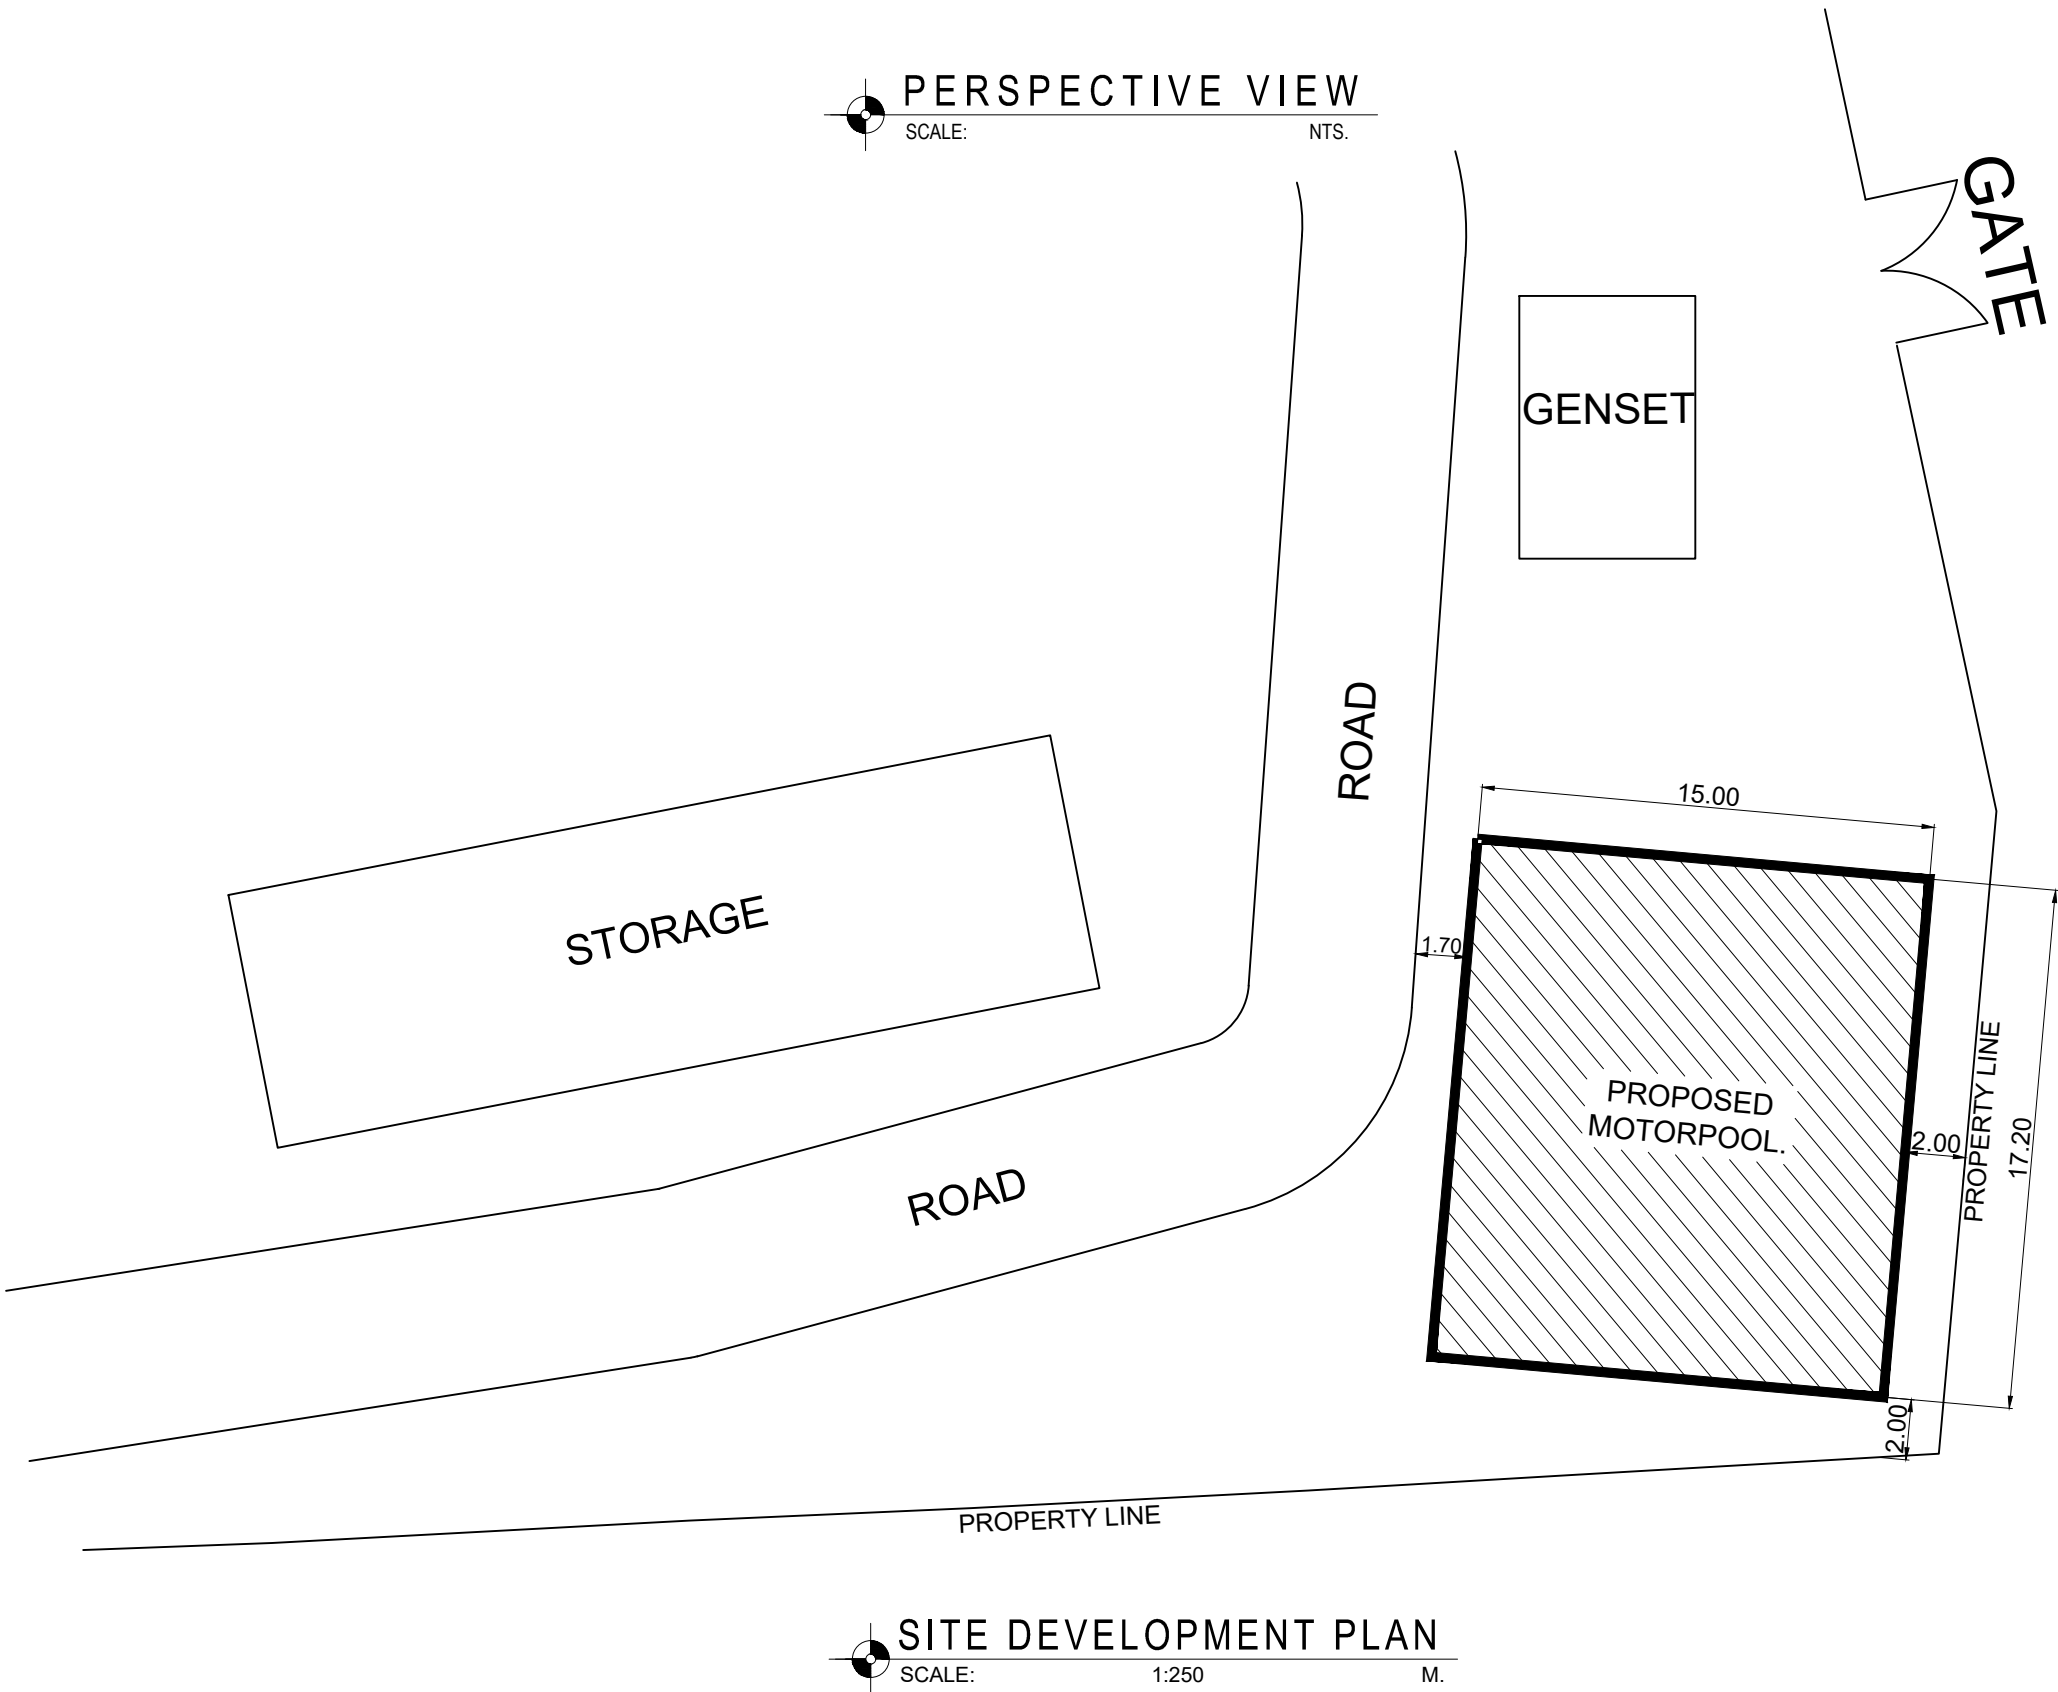 PERSPECTIVE VIEW
SCALE: NTS.
GATE
GENSET
ROAD
15.00
STORAGE
1.70
PROPOSED
MOTORPOOL.
2.00
PROPERTY LINE
17.20
ROAD
2.00
PROPERTY LINE
SITE DEVELOPMENT PLAN
SCALE: 1:250 M.